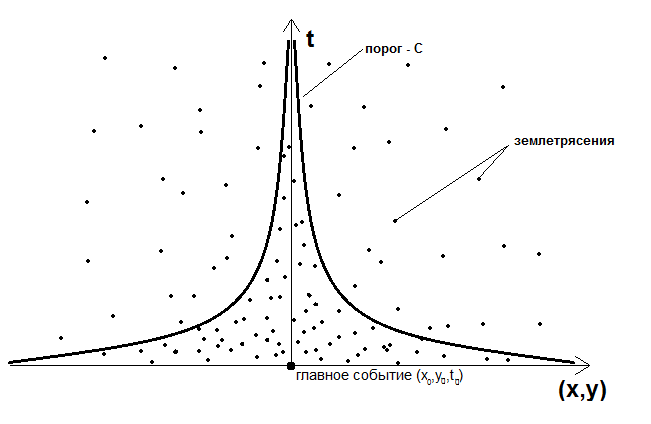 t
порог - С
землетрясения
главное событие (x₀,y₀,t₀)
(x,y)